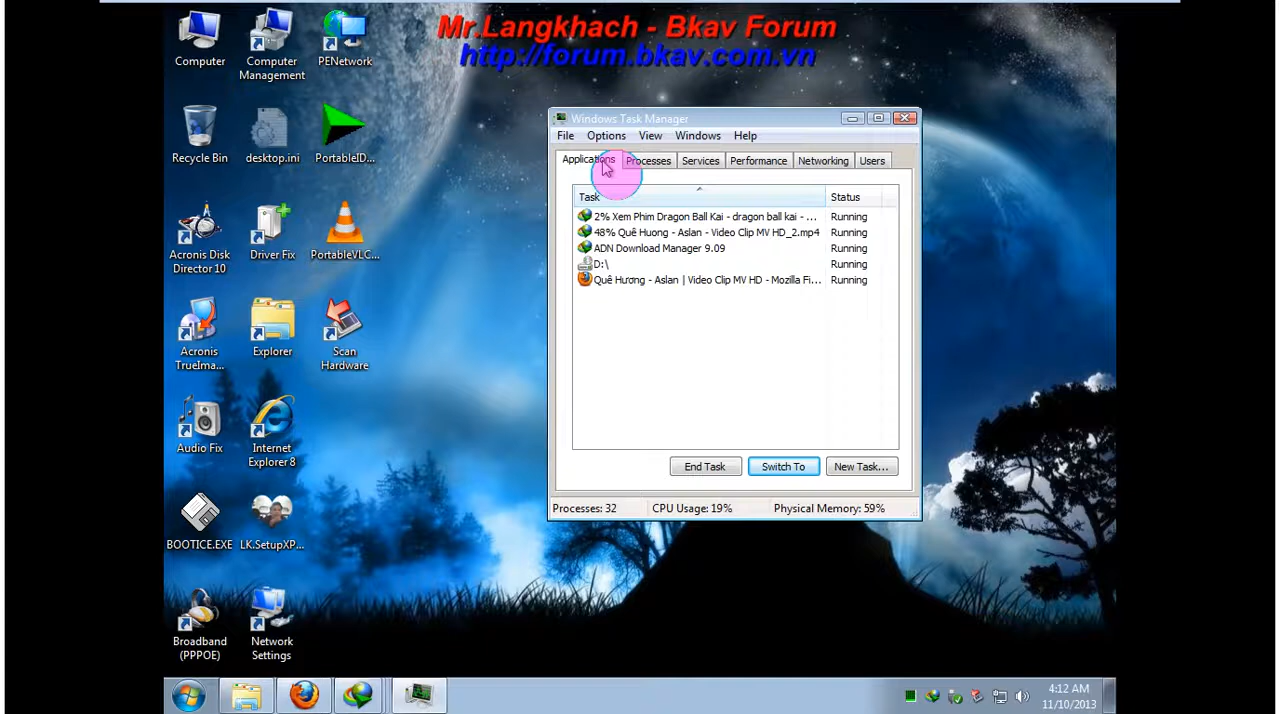 Mr.Langkhach - Bkav Forum
http://forum.bkav.com.vn
Computer
Computer
Management
PENetwork
Recycle Bin
desktop.ini
PortableID...
Acronis Disk
Director 10
Driver Fix
PortableVLC...
Acronis
TrueIma...
Explorer
Scan
Hardware
Audio Fix
Internet
Explorer 8
BOOTICE.EXE
LK.SetupXP...
Broadband
(PPPOE)
Network
Settings
Windows Task Manager
File Options View Windows Help
Applications Processes Services Performance Networking Users
Task Status
2% Xem Phim Dragon Ball Kai - dragon ball kai - ... Running
48% Quê Huong - Aslan - Video Clip MV HD_2.mp4 Running
ADN Download Manager 9.09 Running
D:\ Running
Quê Hương - Aslan | Video Clip MV HD - Mozilla Fi... Running
End Task Switch To New Task...
Processes: 32 CPU Usage: 19% Physical Memory: 59%
4:12 AM
11/10/2013